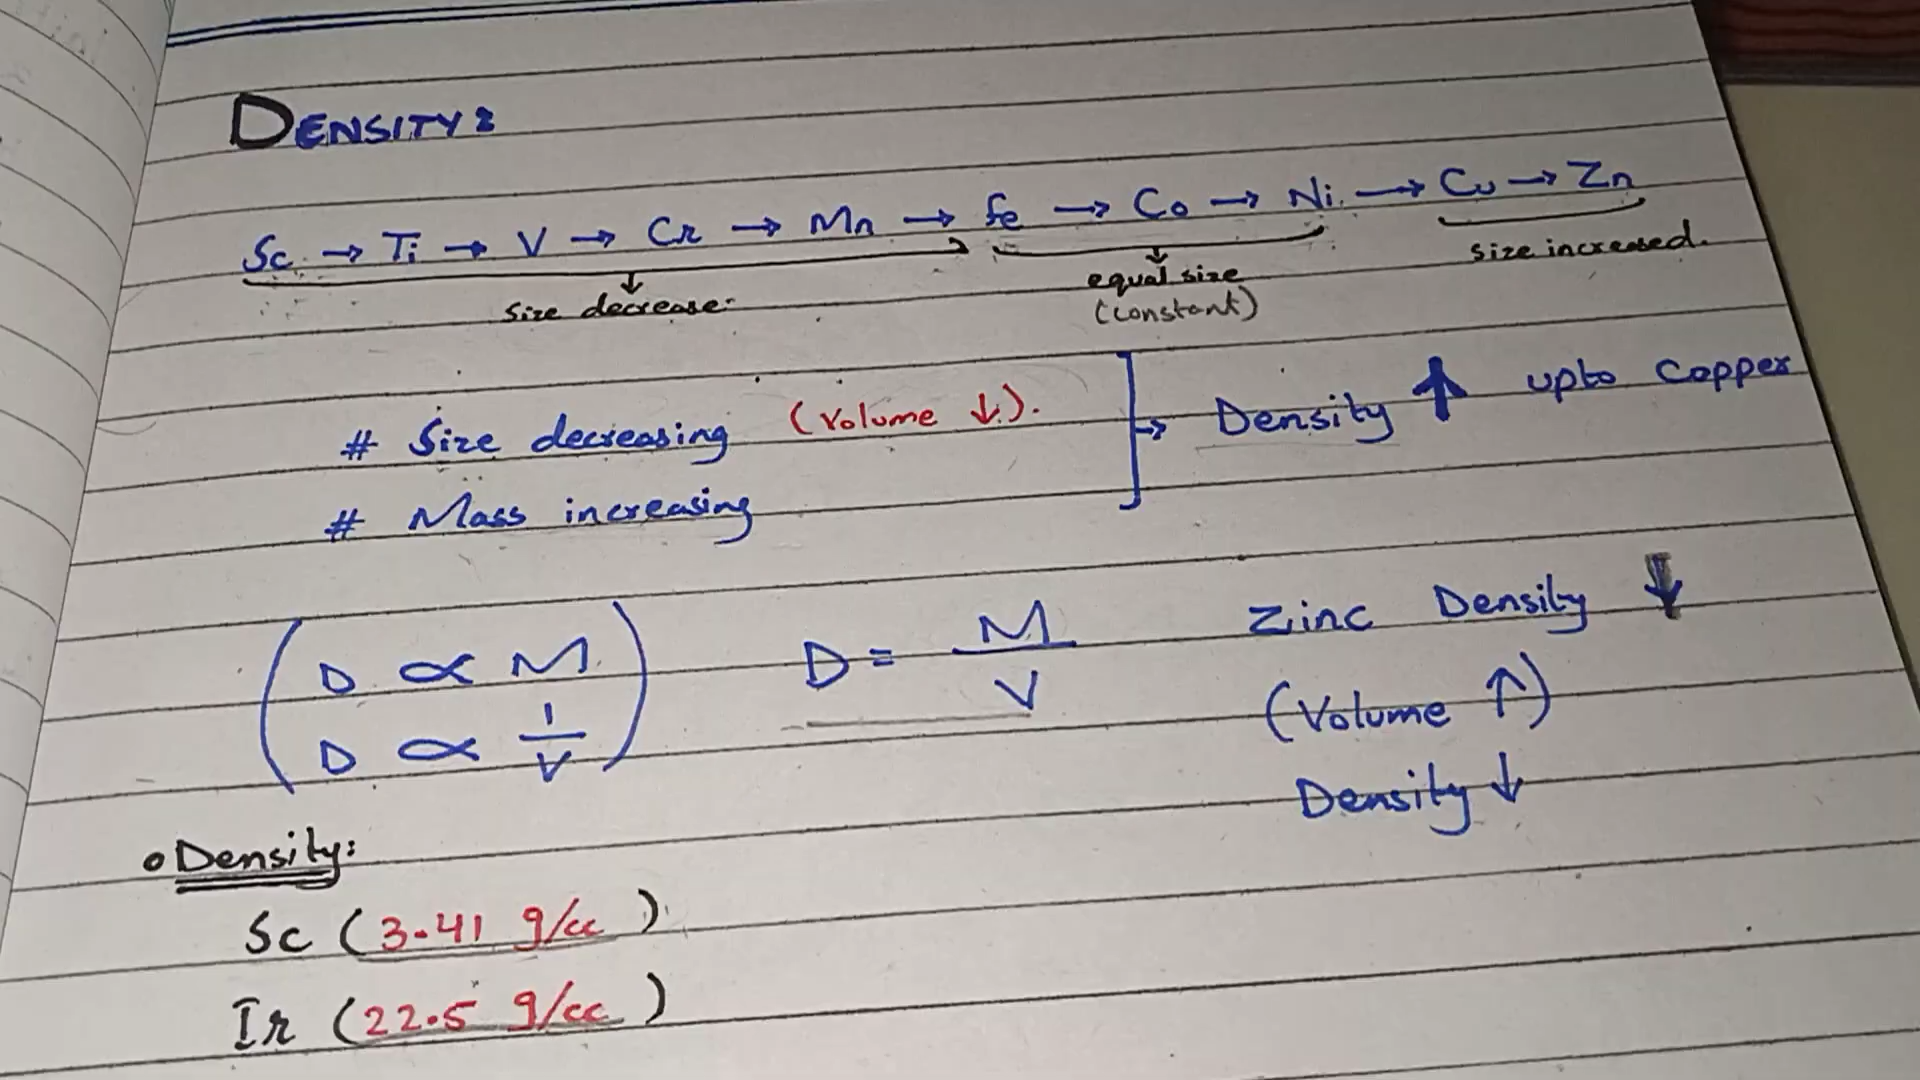 DENSITY:
Sc → Ti → V → Cr → Mn → Fe → Co → Ni → Cu → Zn
size decrease
equal size
(constant)
size increased.
# Size decreasing (Volume ↓).
# Mass increasing
Density ↑ upto Copper
D ∝ M
D ∝ 1/V
D = M/V
Zinc Density ↓
(Volume ↑)
Density ↓
Density:
Sc (3.41 g/cc)
Ir (22.5 g/cc)